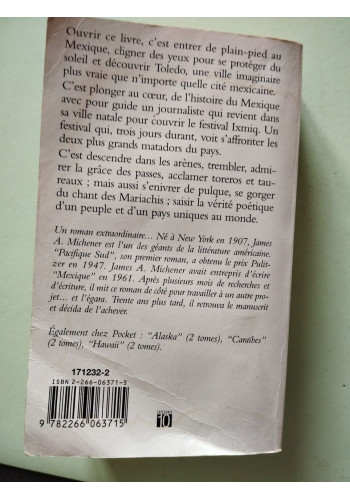 Ouvrir ce livre, c'est entrer de plain-pied au
Mexique, cligner des yeux pour se protéger du
soleil et découvrir Toledo, une ville imaginaire
plus vraie que n'importe quelle cité mexicaine.
C'est plonger au cœur, de l'histoire du Mexique
avec pour guide un journaliste qui revient dans
sa ville natale pour couvrir le festival Ixmiq. Un
festival qui, trois jours durant, voit s'affronter les
deux plus grands matadors du pays.
C'est descendre dans les arènes, trembler, admi-
rer la grâce des passes, acclamer toreros et tau-
reaux ; mais aussi s'enivrer de pulque, se gorger
du chant des Mariachis ; saisir la vérité poétique
d'un peuple et d'un pays uniques au monde.
Un roman extraordinaire... Né à New York en 1907, James
A. Michener est l'un des géants de la littérature américaine.
"Pacifique Sud", son premier roman, a obtenu le prix Pulit-
zer en 1947. James A. Michener avait entrepris d'écrire
"Mexique" en 1961. Après plusieurs mois de recherches et
d'écriture, il mit ce roman de côté pour travailler à un autre pro-
jet... et l'égara. Trente ans plus tard, il retrouva le manuscrit
et décida de l'achever.
Également chez Pocket : "Alaska" (2 tomes), "Caraïbes"
(2 tomes), "Hawaii" (2 tomes).
171232-2
ISBN 2-266-06371-5
9 782266 063715
10